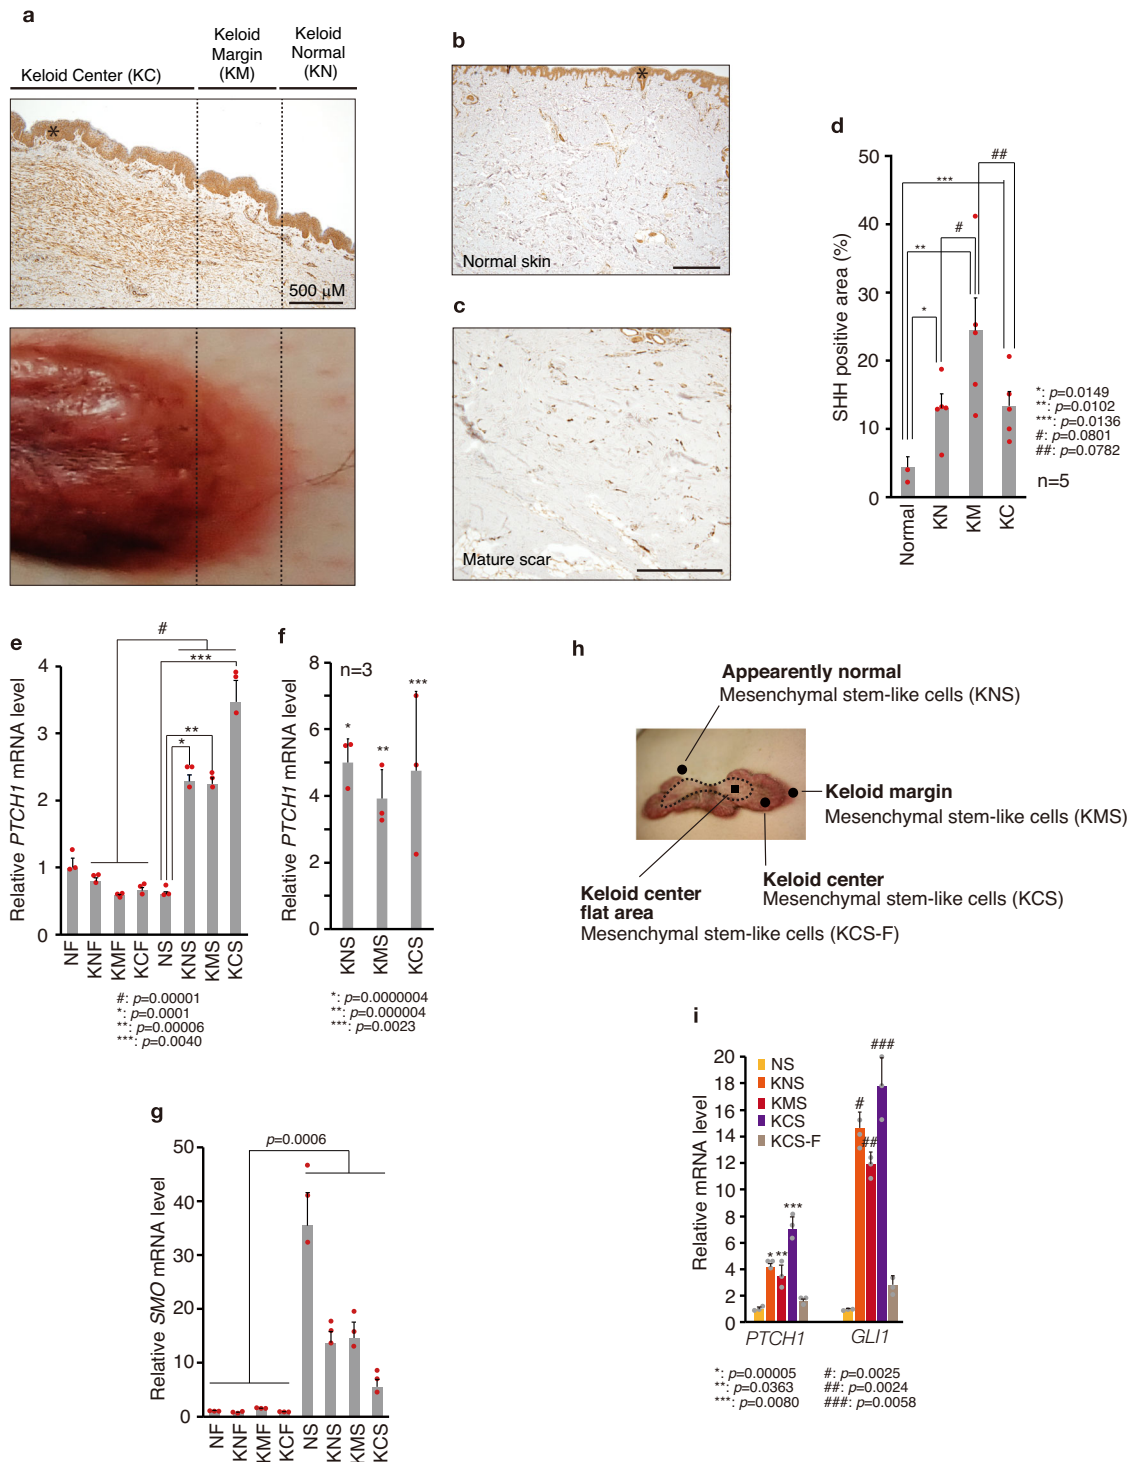 a
Keloid Center (KC)
Keloid
Margin
(KM)
Keloid
Normal
(KN)
*
500 μM
b
*
Normal skin
c
Mature scar
d
SHH positive area (%)
50
40
30
20
10
0
##
***
#
**
*
Normal
KN
KM
KC
*: p=0.0149
**: p=0.0102
***: p=0.0136
#: p=0.0801
##: p=0.0782
n=5
e
Relative PTCH1 mRNA level
4
3
2
1
0
#
***
**
*
NF
KNF
KMF
KCF
NS
KNS
KMS
KCS
#: p=0.00001
*: p=0.0001
**: p=0.00006
***: p=0.0040
f
Relative PTCH1 mRNA level
8
6
4
2
0
n=3
*
**
***
KNS
KMS
KCS
*: p=0.0000004
**: p=0.000004
***: p=0.0023
g
Relative SMO mRNA level
50
40
30
20
10
0
p=0.0006
NF
KNF
KMF
KCF
NS
KNS
KMS
KCS
h
Appearently normal
Mesenchymal stem-like cells (KNS)
Keloid margin
Mesenchymal stem-like cells (KMS)
Keloid center
Mesenchymal stem-like cells (KCS)
Keloid center
flat area
Mesenchymal stem-like cells (KCS-F)
i
Relative mRNA level
20
18
16
14
12
10
8
6
4
2
0
NS
KNS
KMS
KCS
KCS-F
*
**
***
#
##
###
PTCH1
GLI1
*: p=0.00005
**: p=0.0363
***: p=0.0080
#: p=0.0025
##: p=0.0024
###: p=0.0058